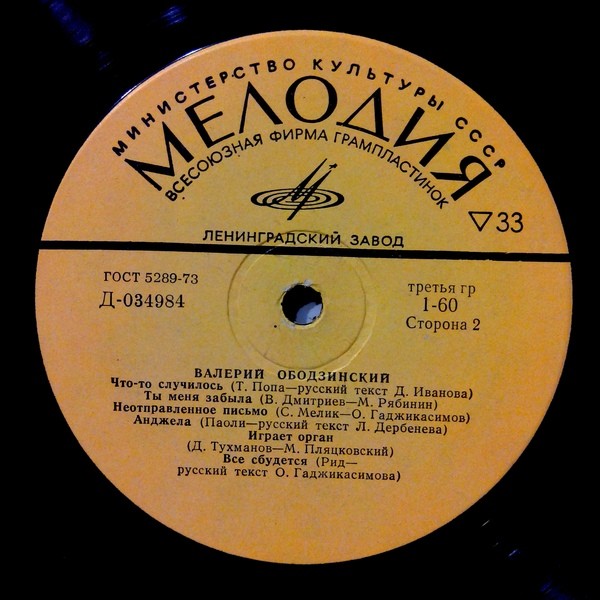 МИНИСТЕРСТВО КУЛЬТУРЫ СССР
МЕЛОДИЯ
ВСЕСОЮЗНАЯ ФИРМА ГРАМПЛАСТИНОК
ЛЕНИНГРАДСКИЙ ЗАВОД
▽33
ГОСТ 5289-73
Д-034984
третья гр
1-60
Сторона 2
ВАЛЕРИЙ ОБОДЗИНСКИЙ
Что-то случилось (Т. Попа—русский текст Д. Иванова)
Ты меня забыла (В. Дмитриев—М. Рябинин)
Неотправленное письмо (С. Мелик—О. Гаджикасимов)
Анджела (Паоли—русский текст Л. Дербенева)
Играет орган
(Д. Тухманов—М. Пляцковский)
Все сбудется (Рид—
русский текст О. Гаджикасимова)